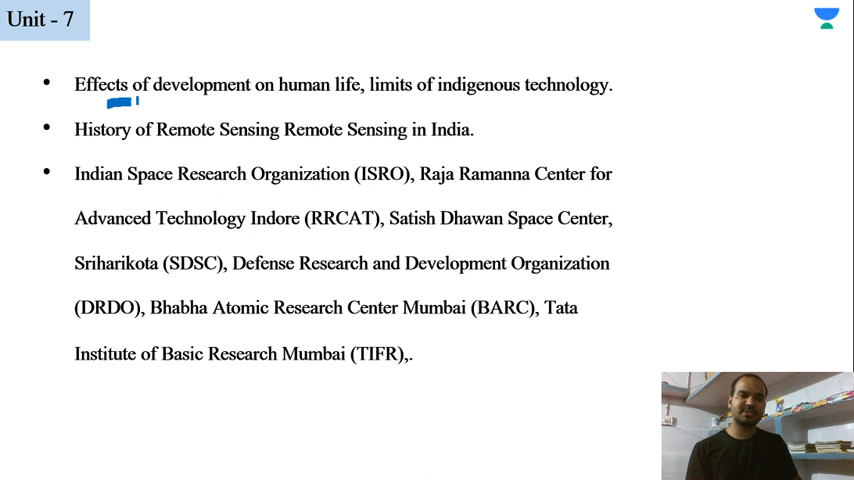 Unit - 7
• Effects of development on human life, limits of indigenous technology.
• History of Remote Sensing Remote Sensing in India.
• Indian Space Research Organization (ISRO), Raja Ramanna Center for
Advanced Technology Indore (RRCAT), Satish Dhawan Space Center,
Sriharikota (SDSC), Defense Research and Development Organization
(DRDO), Bhabha Atomic Research Center Mumbai (BARC), Tata
Institute of Basic Research Mumbai (TIFR),.